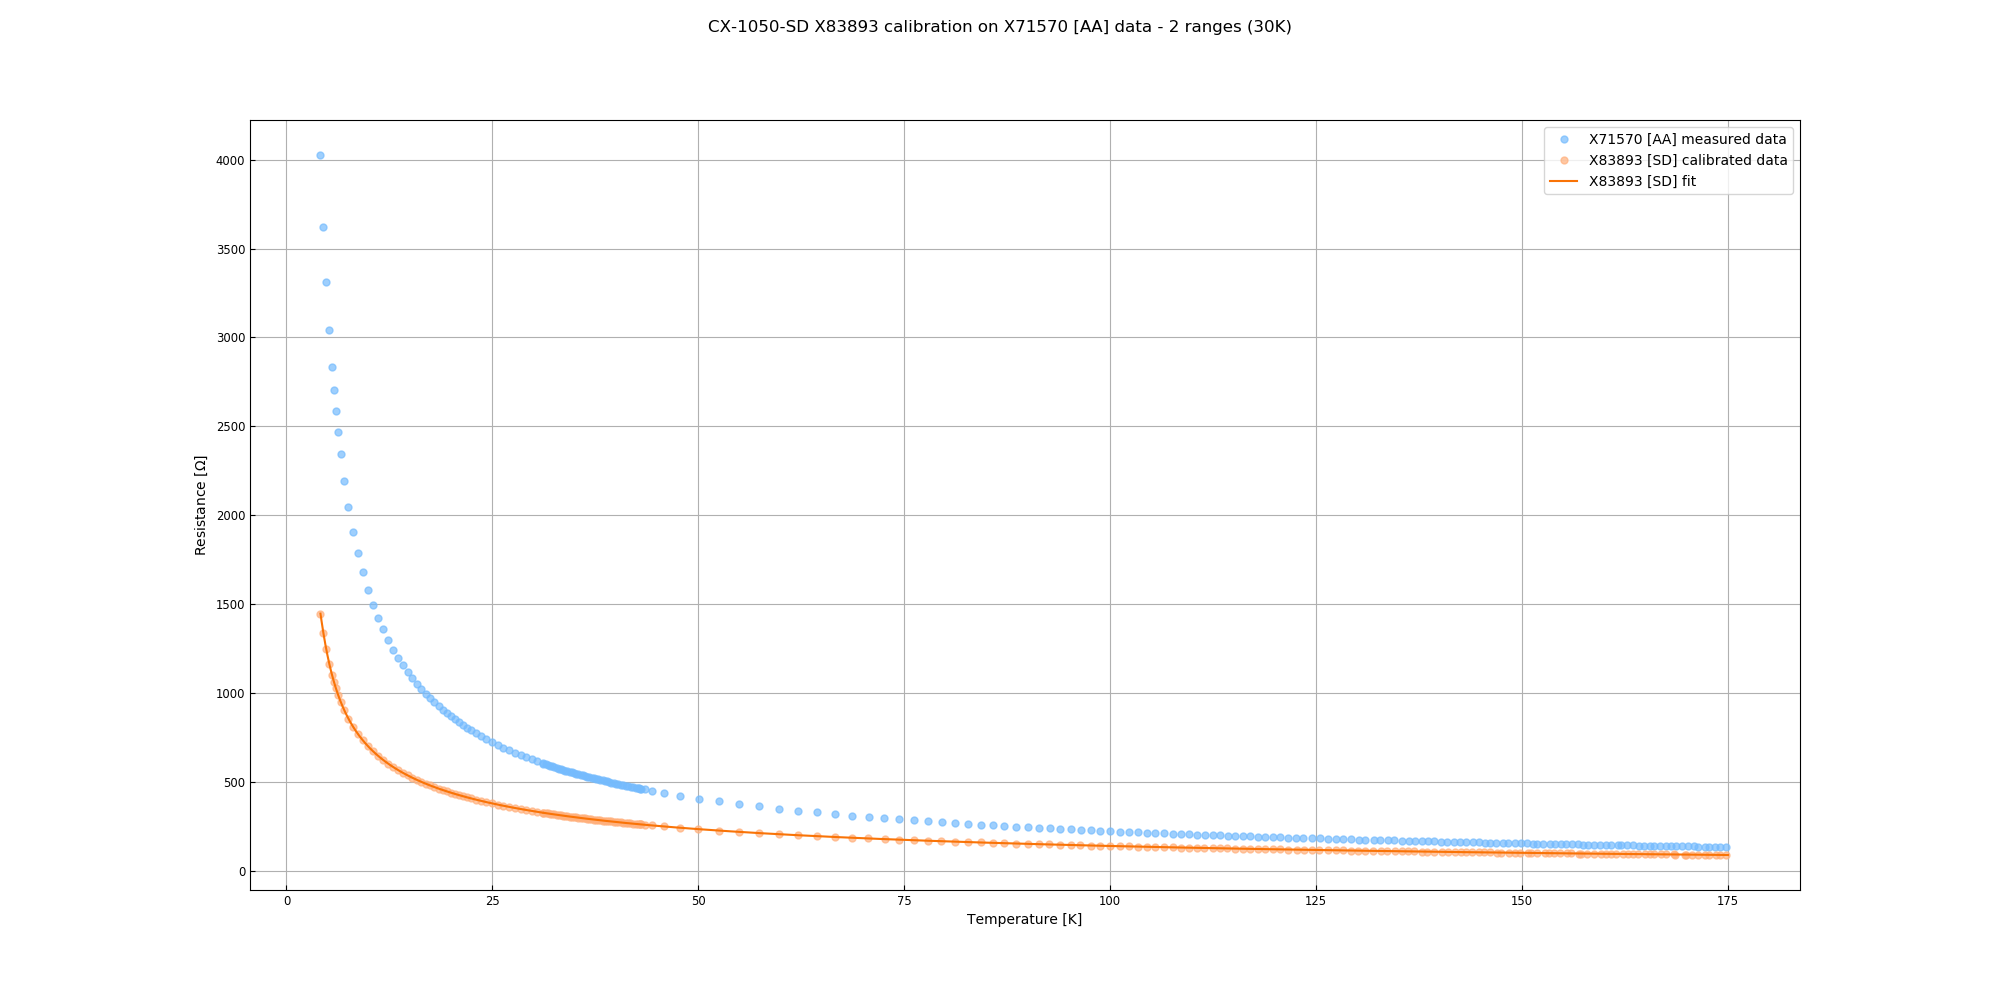 CX-1050-SD X83893 calibration on X71570 [AA] data - 2 ranges (30K)
X71570 [AA] measured data
X83893 [SD] calibrated data
X83893 [SD] fit
4000
3500
3000
2500
2000
1500
1000
500
0
Resistance [Ω]
0 25 50 75 100 125 150 175
Temperature [K]